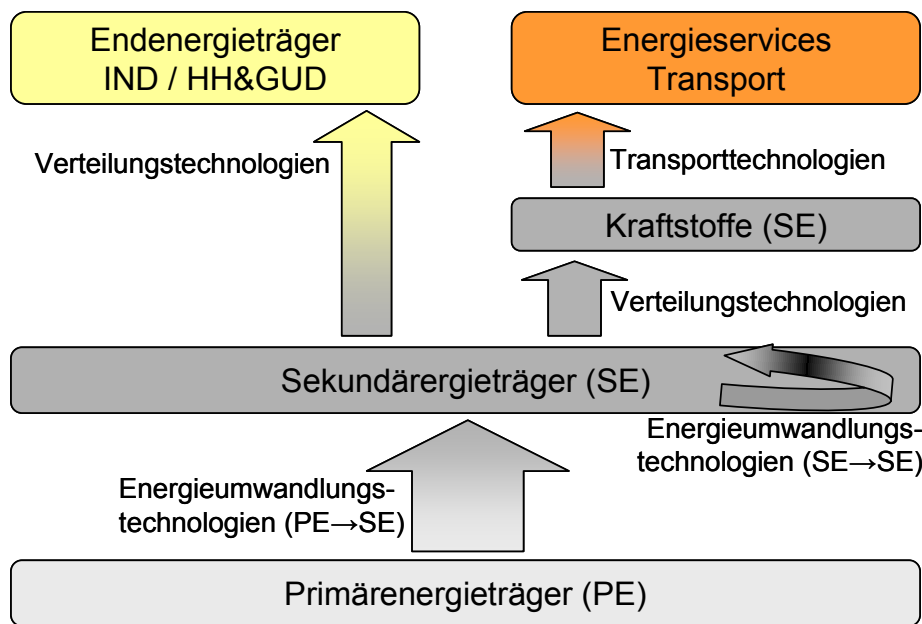 Endenergieträger
IND / HH&GUD
Energieservices
Transport
Verteilungstechnologien
Transporttechnologien
Kraftstoffe (SE)
Verteilungstechnologien
Sekundärergieträger (SE)
Energieumwandlungs-
technologien (SE→SE)
Energieumwandlungs-
technologien (PE→SE)
Primärenergieträger (PE)